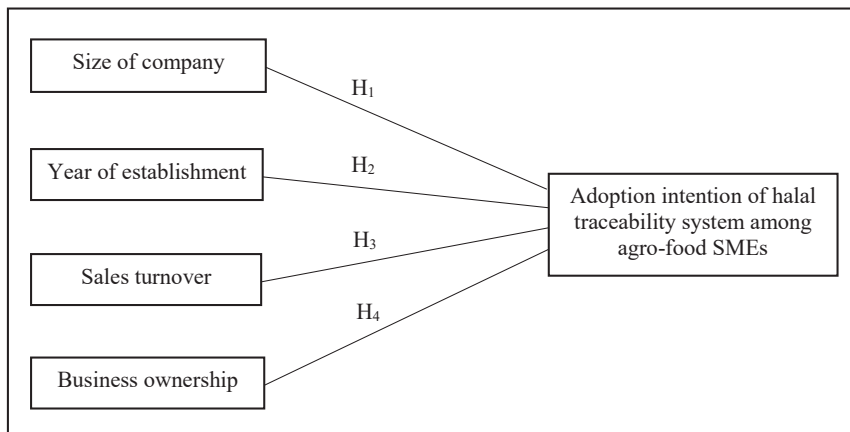 Size of company
H1
Year of establishment
H2
Adoption intention of halal
traceability system among
agro-food SMEs
H3
Sales turnover
H4
Business ownership